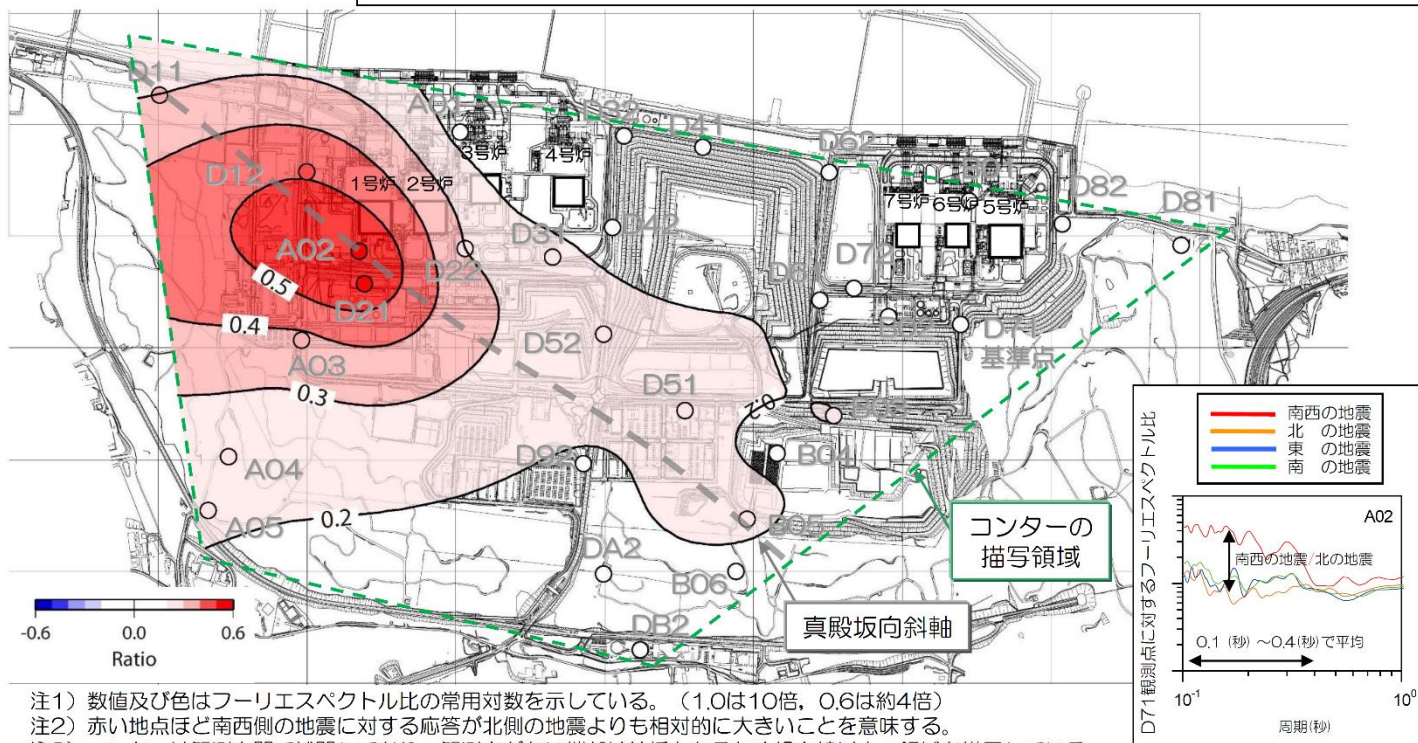 D11
D12
A01
3号炉
4号炉
D32
D41
D62
B01
D82
D81
1号炉
2号炉
7号炉
6号炉
5号炉
A02
D22
D31
D42
D72
D21
0.5
0.4
A03
0.3
D52
D51
D71
基準点
0.2
A04
A05
0.2
D92
B04
B05
DA2
B06
DB2
コンターの
描写領域
真殿坂向斜軸
-0.6
0.0
0.6
Ratio
南西の地震
北 の地震
東 の地震
南 の地震
D71観測点に対するフーリエスペクトル比
A02
南西の地震/北の地震
0.1(秒)~0.4(秒)で平均
10⁻¹
10⁰
周期(秒)
注1) 数値及び色はフーリエスペクトル比の常用対数を示している。(1.0は10倍,0.6は約4倍)
注2) 赤い地点ほど南西側の地震に対する応答が北側の地震よりも相対的に大きいことを意味する。